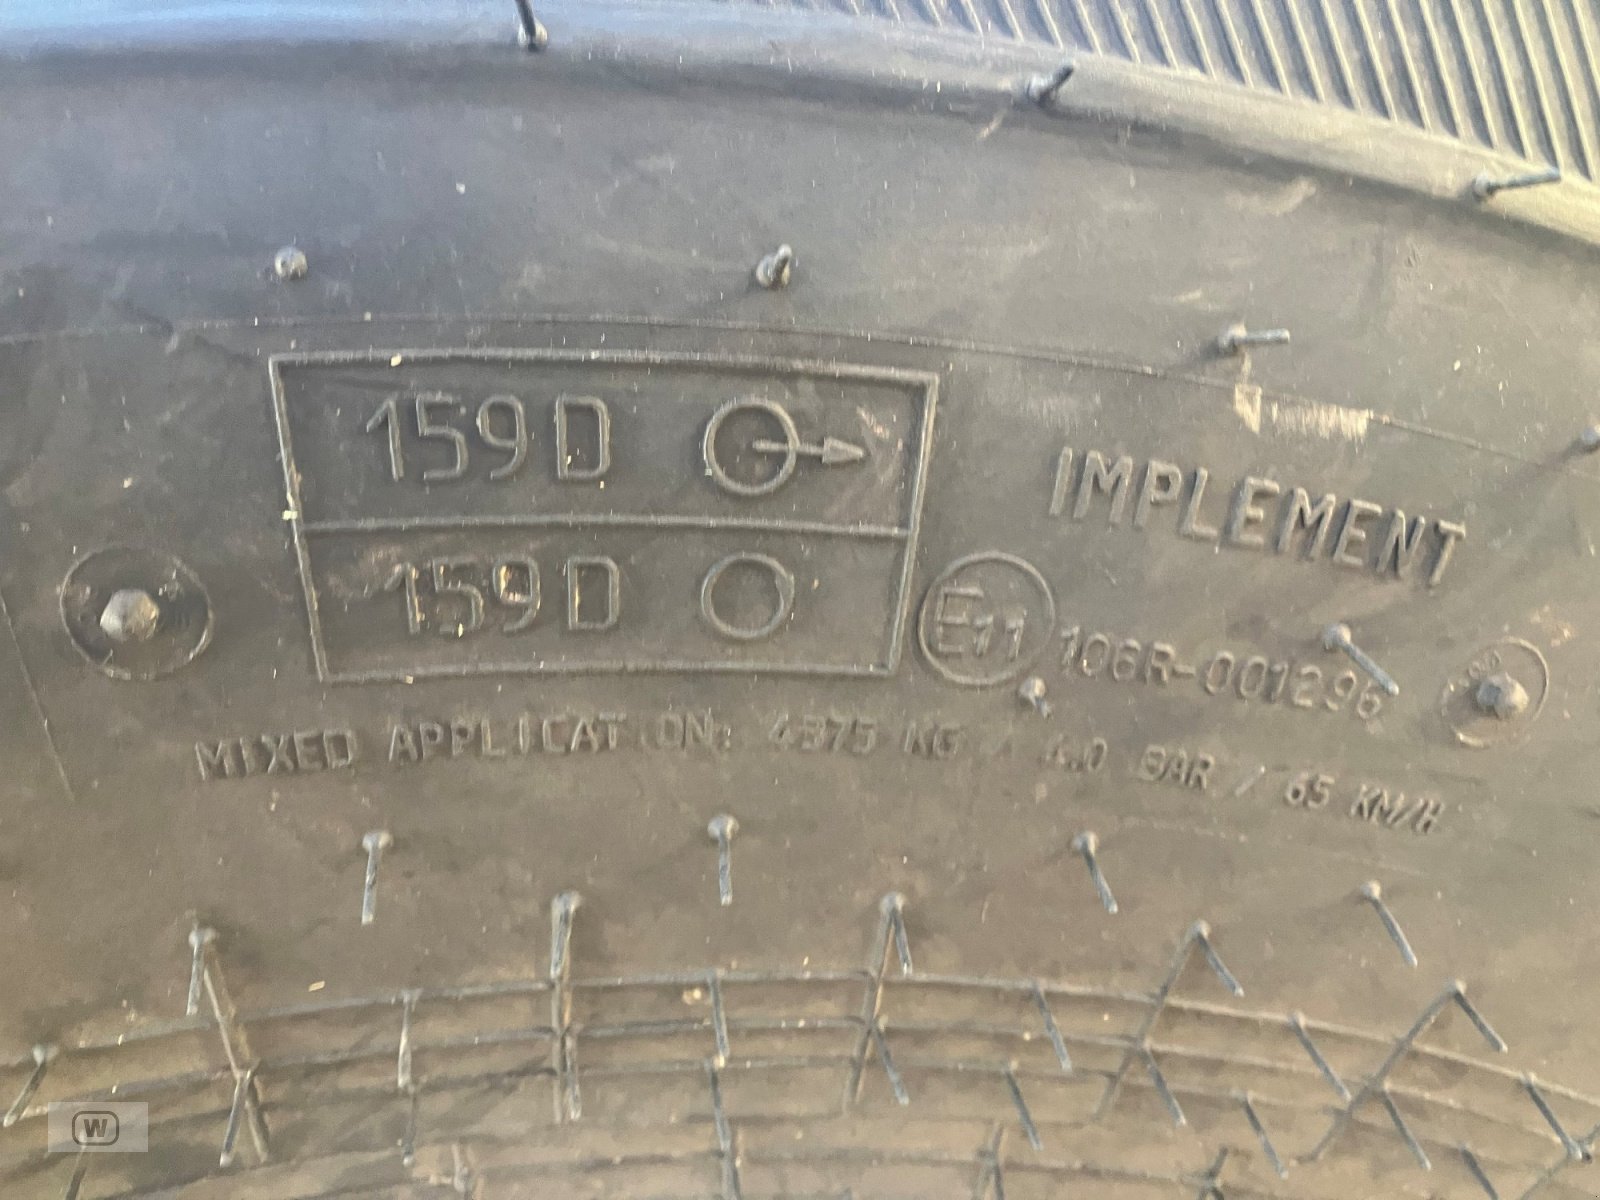 159D
159D
IMPLEMENT
E11 106R-001296
MIXED APPLICATION: 4375 KG / 4.0 BAR / 65 KM/H
W